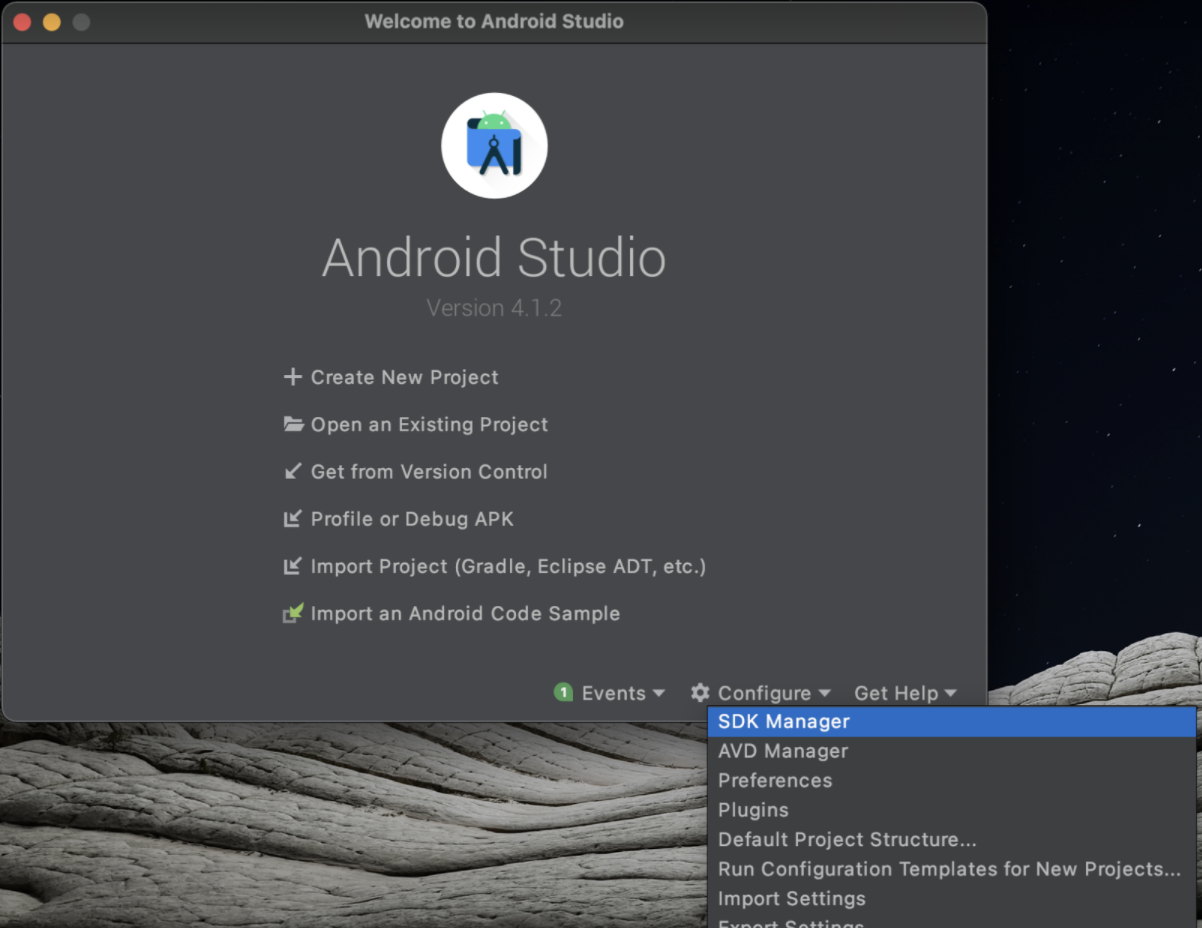 Welcome to Android Studio
Android Studio
Version 4.1.2
Create New Project
Open an Existing Project
Get from Version Control
Profile or Debug APK
Import Project (Gradle, Eclipse ADT, etc.)
Import an Android Code Sample
1 Events Configure Get Help
SDK Manager
AVD Manager
Preferences
Plugins
Default Project Structure...
Run Configuration Templates for New Projects...
Import Settings
Export Settings